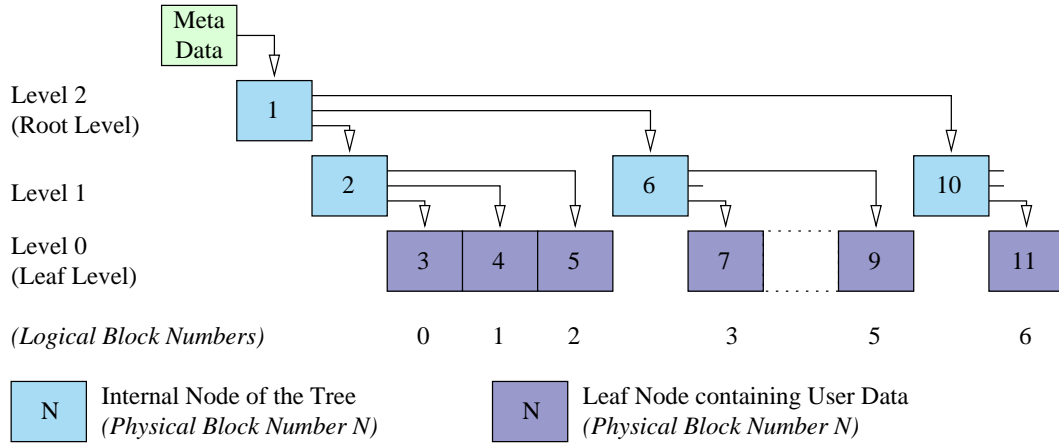 Meta
Data
Level 2
(Root Level)
1
Level 1
2
6
10
Level 0
(Leaf Level)
3
4
5
7
9
11
(Logical Block Numbers)
0
1
2
3
5
6
N
Internal Node of the Tree
(Physical Block Number N)
N
Leaf Node containing User Data
(Physical Block Number N)